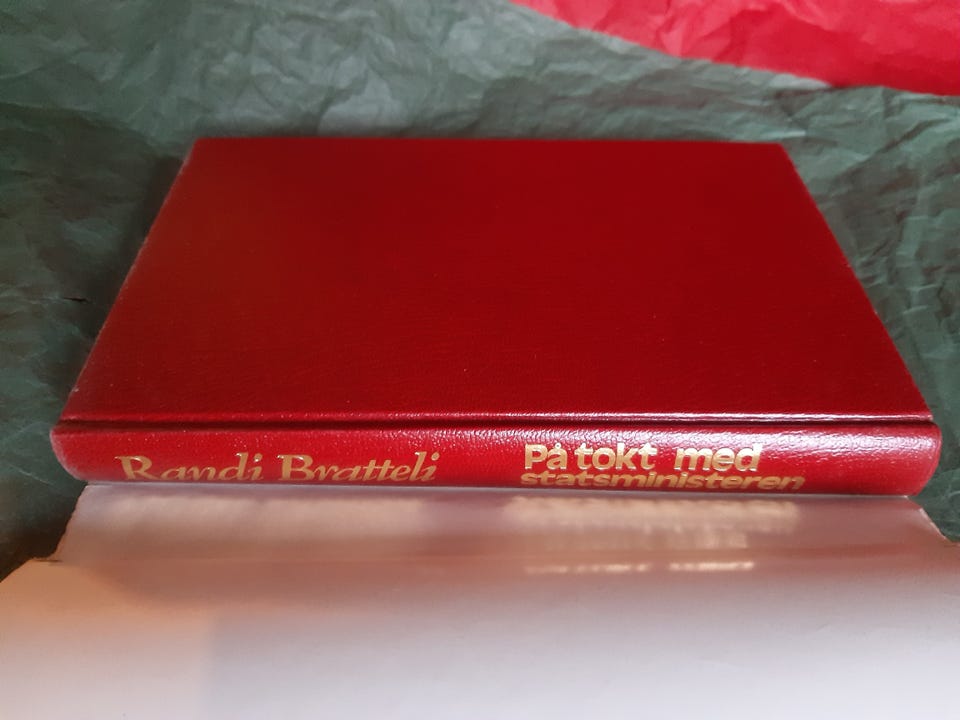 Randi Bratteli
På tokt med
statsministeren